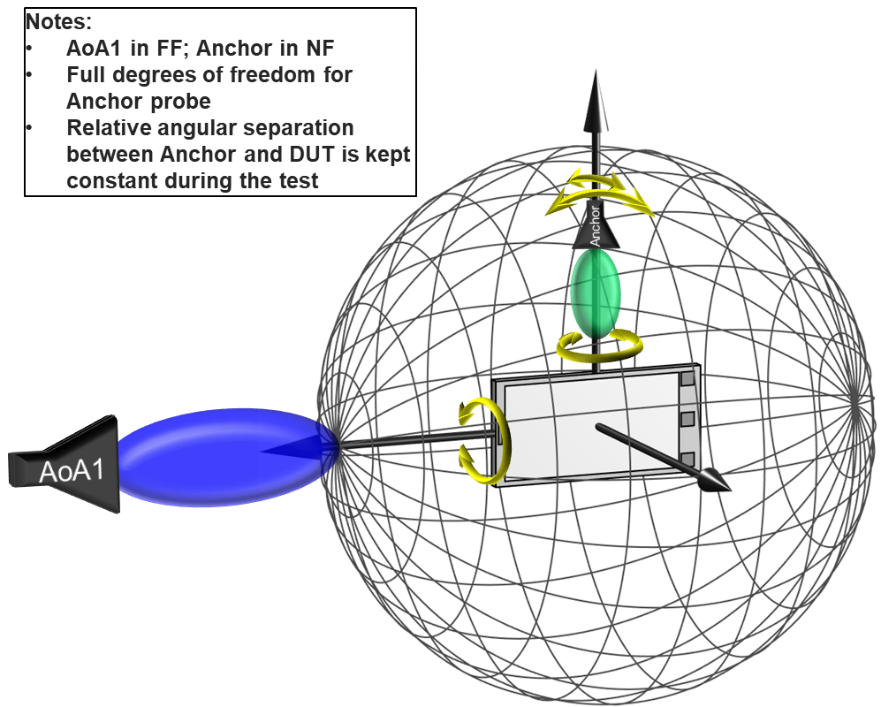 Notes:
• AoA1 in FF; Anchor in NF
• Full degrees of freedom for
Anchor probe
• Relative angular separation
between Anchor and DUT is kept
constant during the test
Anchor
AoA1